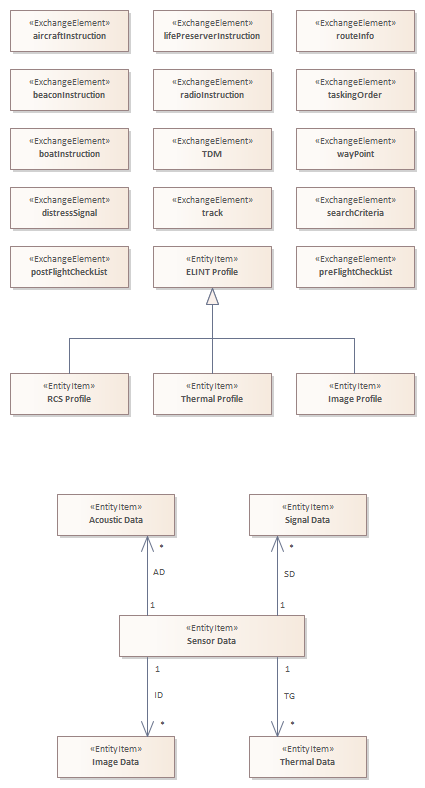 «ExchangeElement»
aircraftInstruction
«ExchangeElement»
lifePreserverInstruction
«ExchangeElement»
routeInfo
«ExchangeElement»
beaconInstruction
«ExchangeElement»
radioInstruction
«ExchangeElement»
taskingOrder
«ExchangeElement»
boatInstruction
«ExchangeElement»
TDM
«ExchangeElement»
wayPoint
«ExchangeElement»
distressSignal
«ExchangeElement»
track
«ExchangeElement»
searchCriteria
«ExchangeElement»
postFlightCheckList
«EntityItem»
ELINT Profile
«ExchangeElement»
preFlightCheckList
«EntityItem»
RCS Profile
«EntityItem»
Thermal Profile
«EntityItem»
Image Profile
«EntityItem»
Acoustic Data
«EntityItem»
Signal Data
*
*
AD
SD
1
1
«EntityItem»
Sensor Data
1
1
ID
TG
*
*
«EntityItem»
Image Data
«EntityItem»
Thermal Data